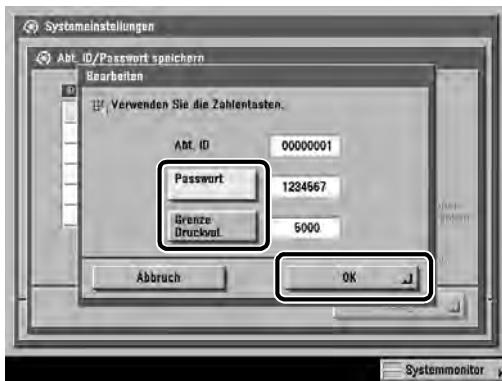 Systemeinstellungen
Abt. ID/Passwort speichern
Bearbeiten
Verwenden Sie die Zahlentasten.
Abt. ID
00000001
Passwort
1234567
Grenze
Druckvol.
5000
Abbruch
OK
Systemmonitor